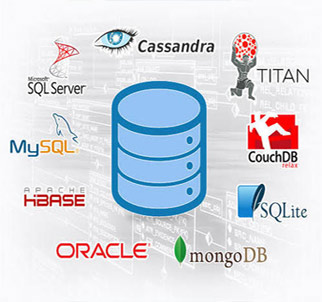 Cassandra
Microsoft
SQL Server
TITAN
MySQL
CouchDB
relax
APACHE
HBASE
SQLite
ORACLE
mongoDB